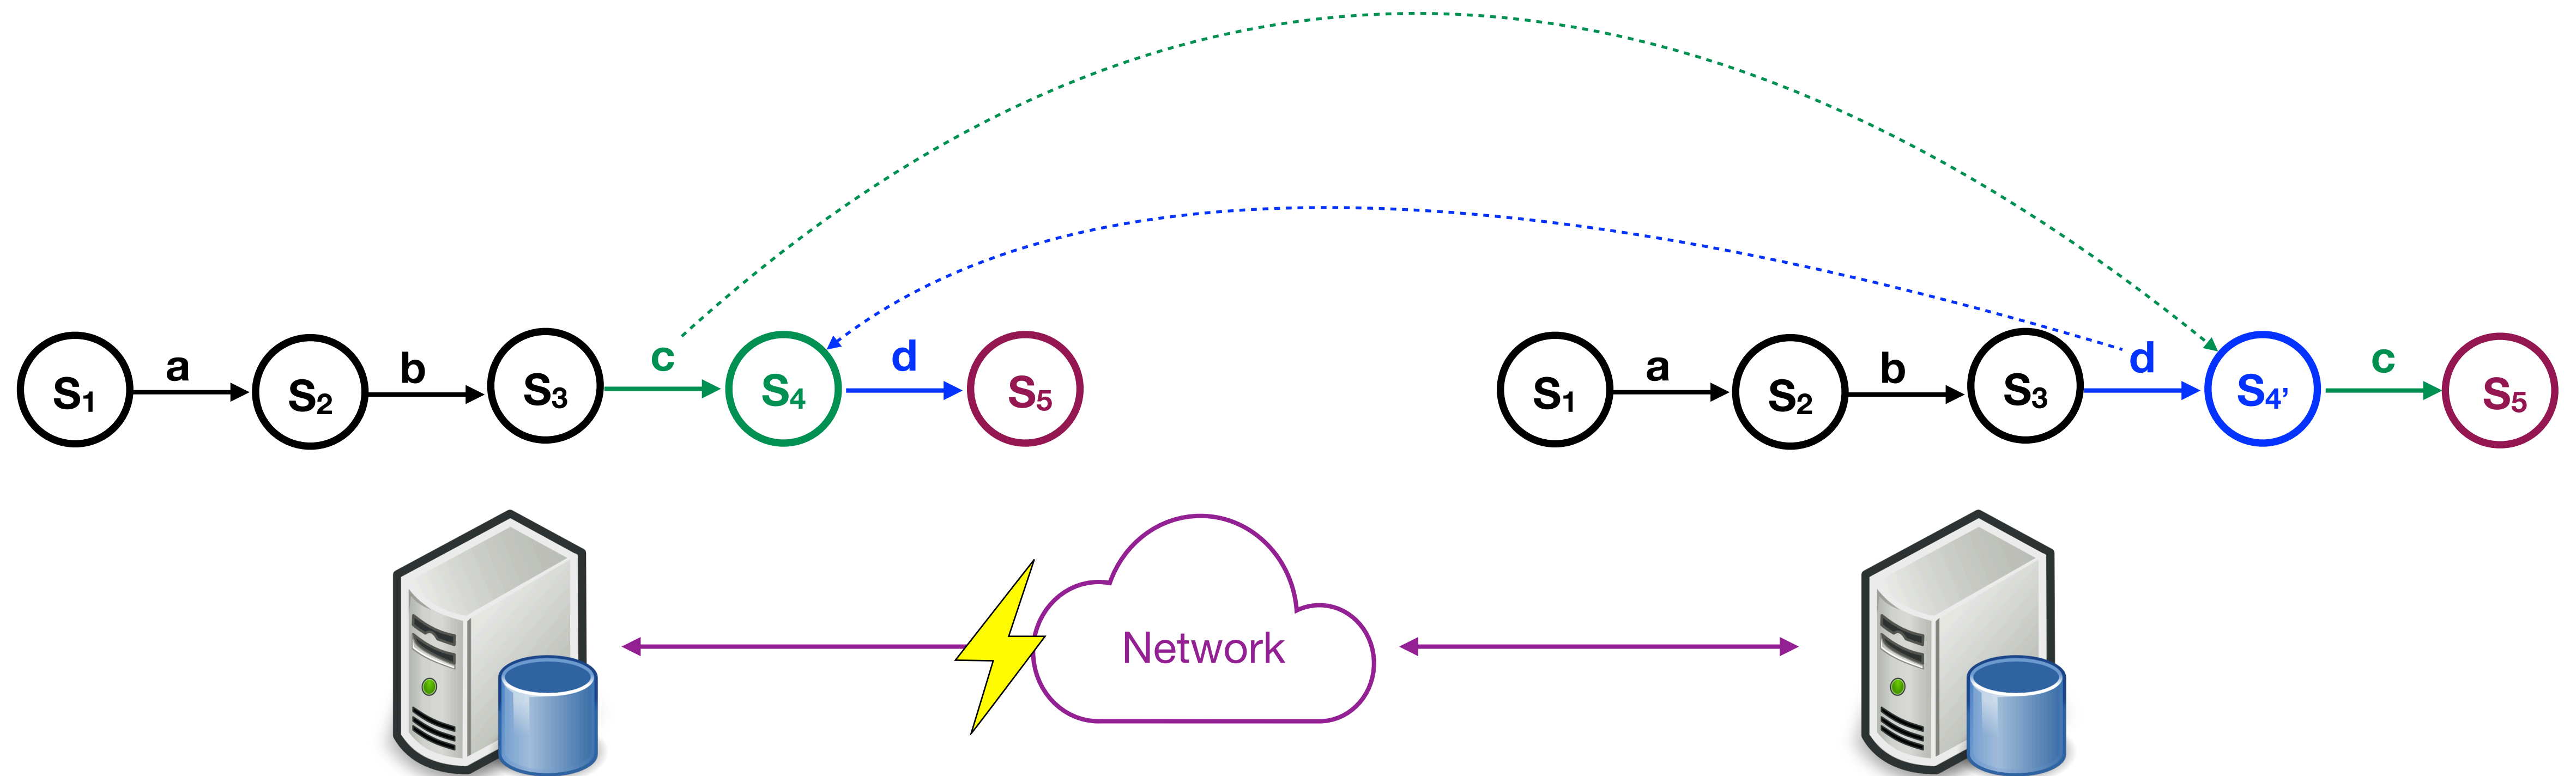 a b c d a b d c
S₁ S₂ S₃ S₄ S₅ S₁ S₂ S₃ S₄’ S₅
Network